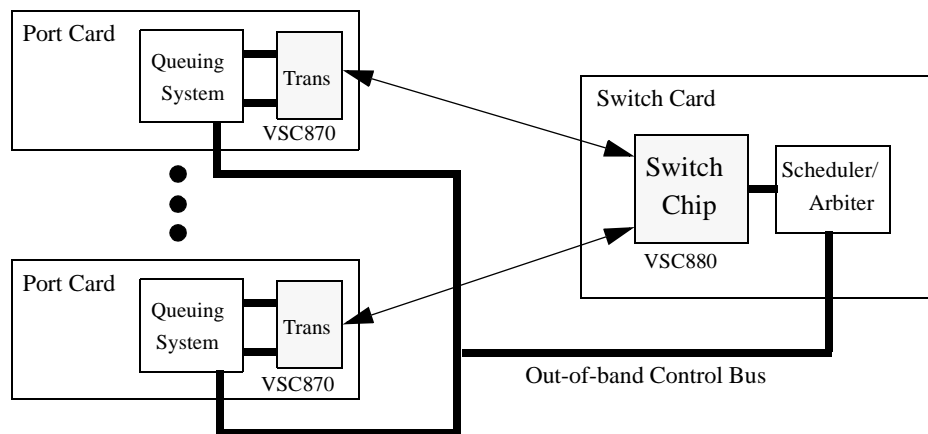 Port Card
Queuing
System
Trans
VSC870
Switch Card
Switch
Chip
Scheduler/
Arbiter
VSC880
Port Card
Queuing
System
Trans
VSC870
Out-of-band Control Bus